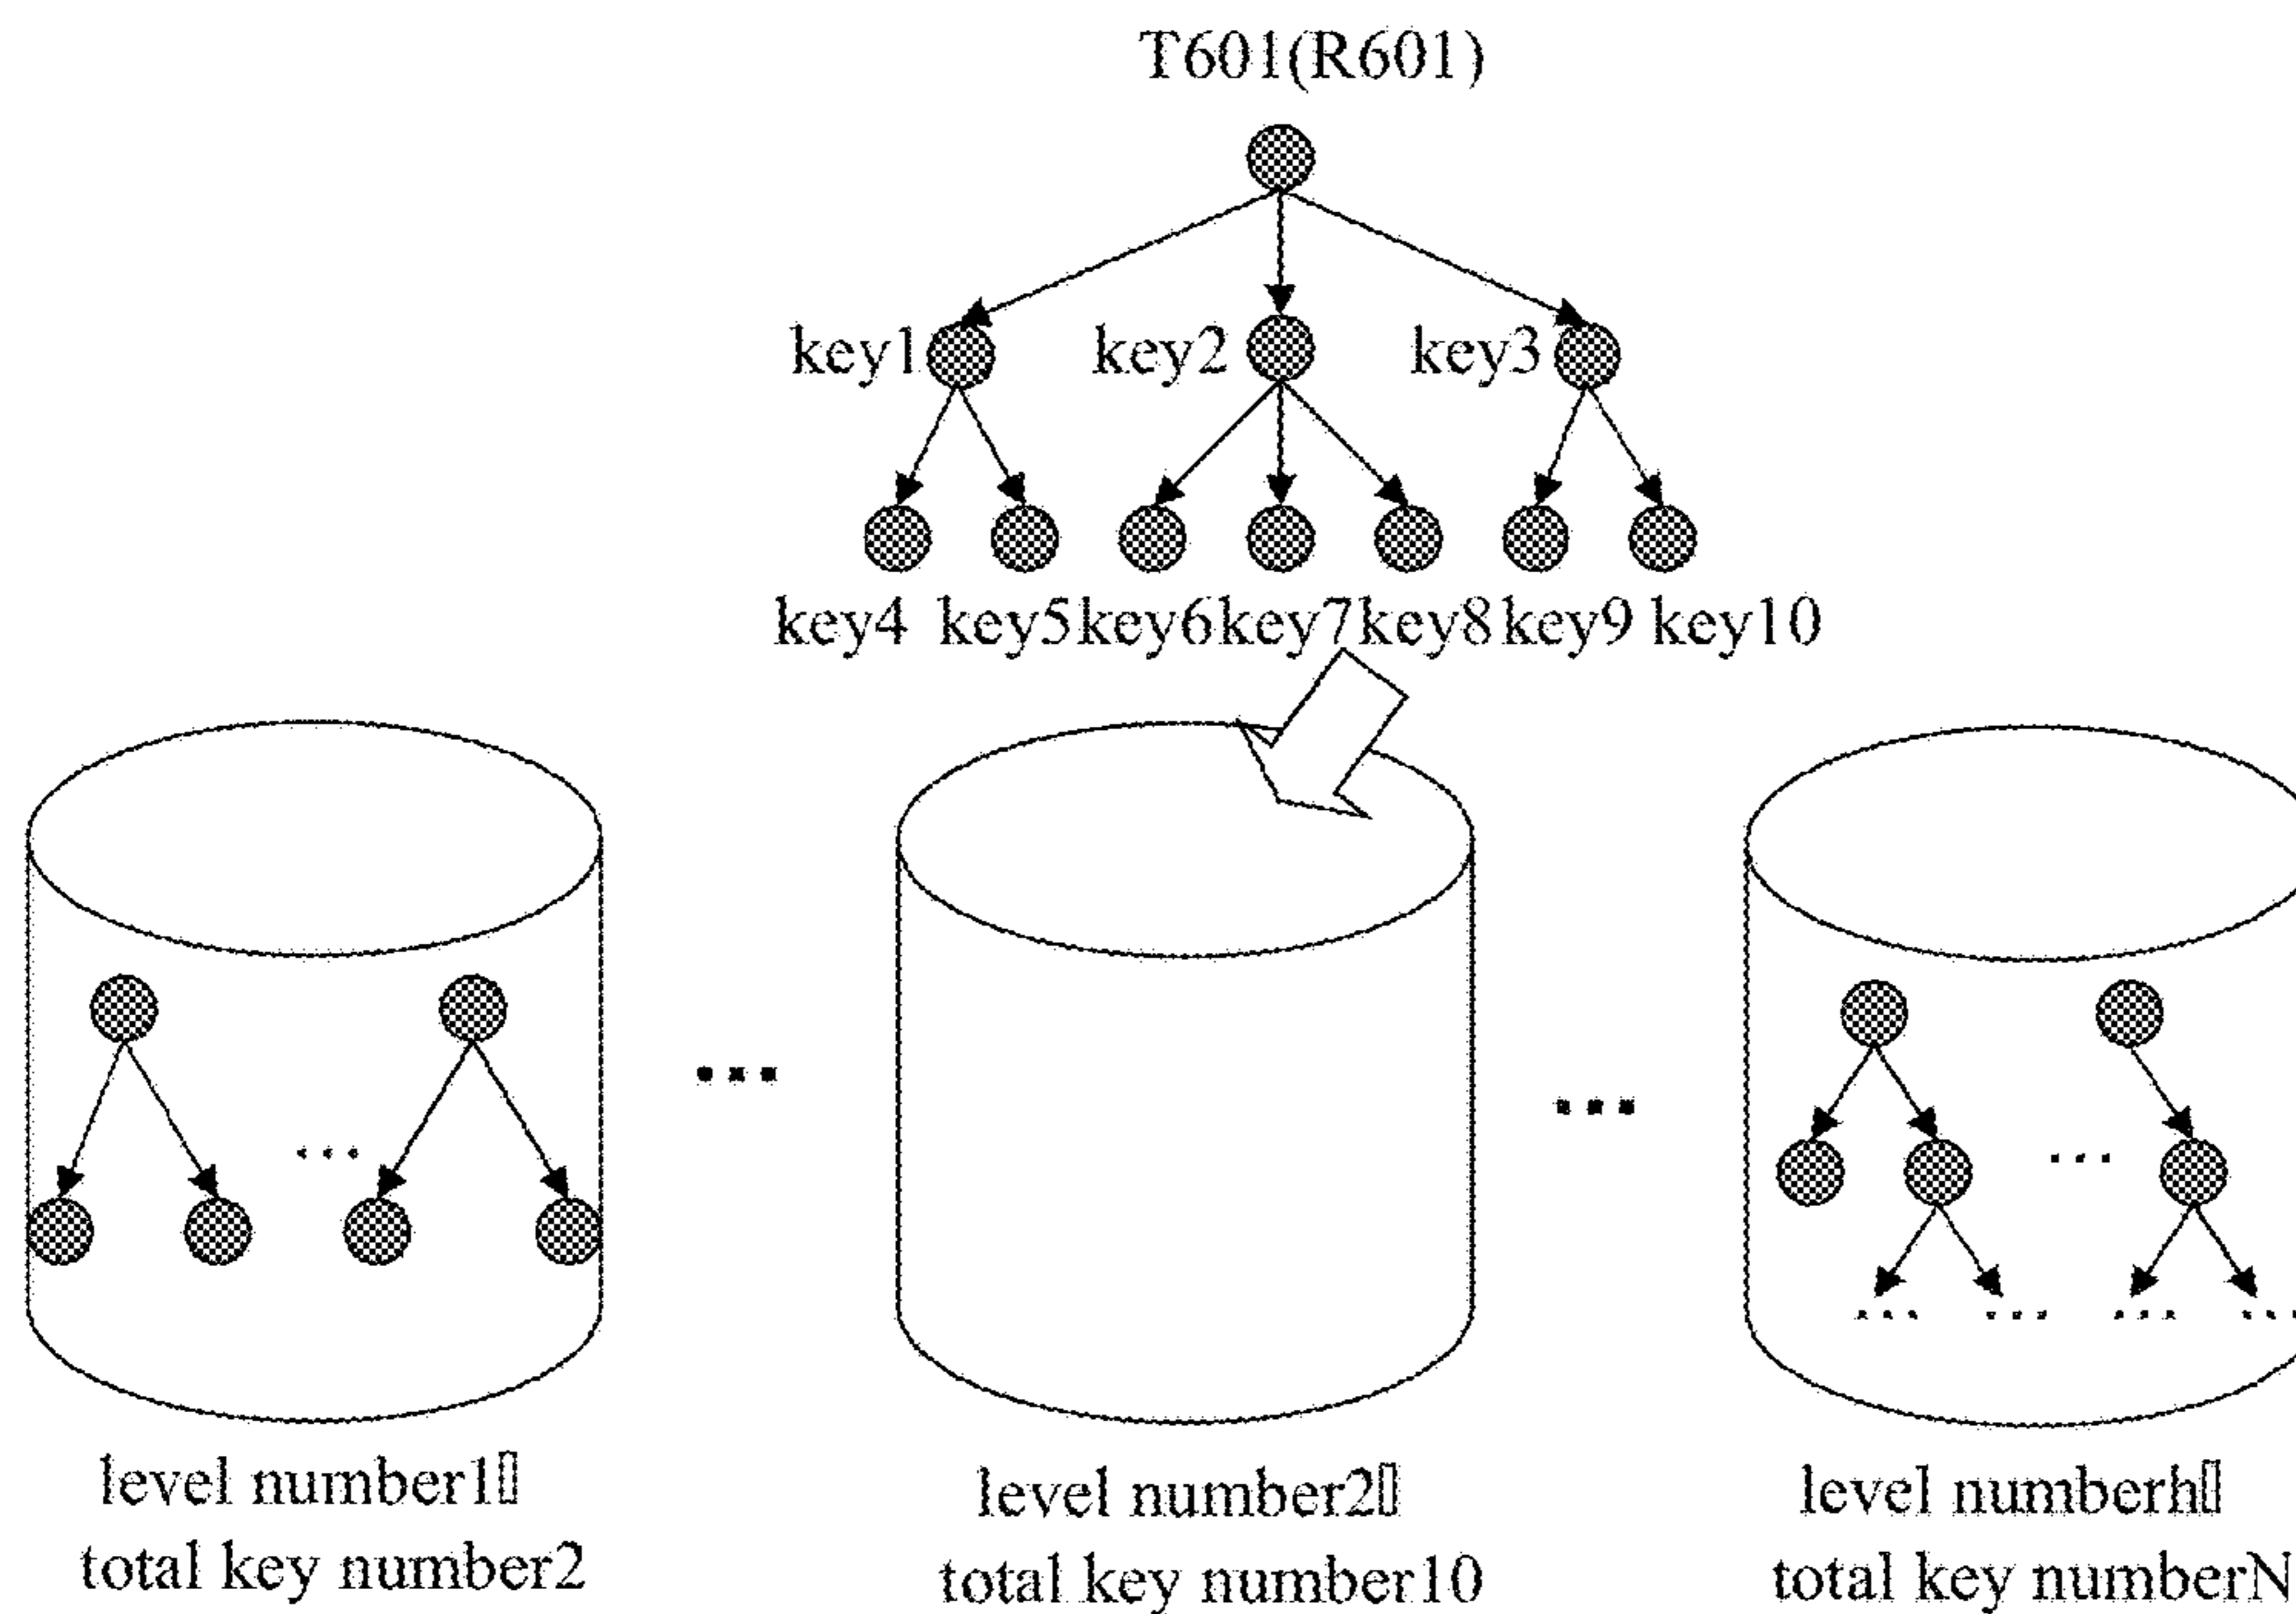 T601(R601)
key1 key2 key3
key4 key5key6key7key8key9 key10
...
...
...
...
... ... ... ...
level number1▯ level number2▯ level numberh▯
total key number2 total key number10 total key numberN